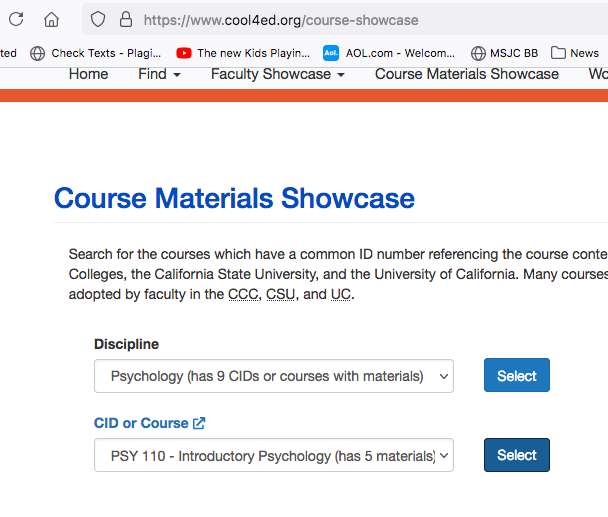 https://www.cool4ed.org/course-showcase
ted Check Texts - Plagi... The new Kids Playin... Aol. AOL.com - Welcom... MSJC BB News
Home Find Faculty Showcase Course Materials Showcase Wo
Course Materials Showcase
Search for the courses which have a common ID number referencing the course conte
Colleges, the California State University, and the University of California. Many courses
adopted by faculty in the CCC, CSU, and UC.
Discipline
Psychology (has 9 CIDs or courses with materials) Select
CID or Course
PSY 110 - Introductory Psychology (has 5 materials) Select